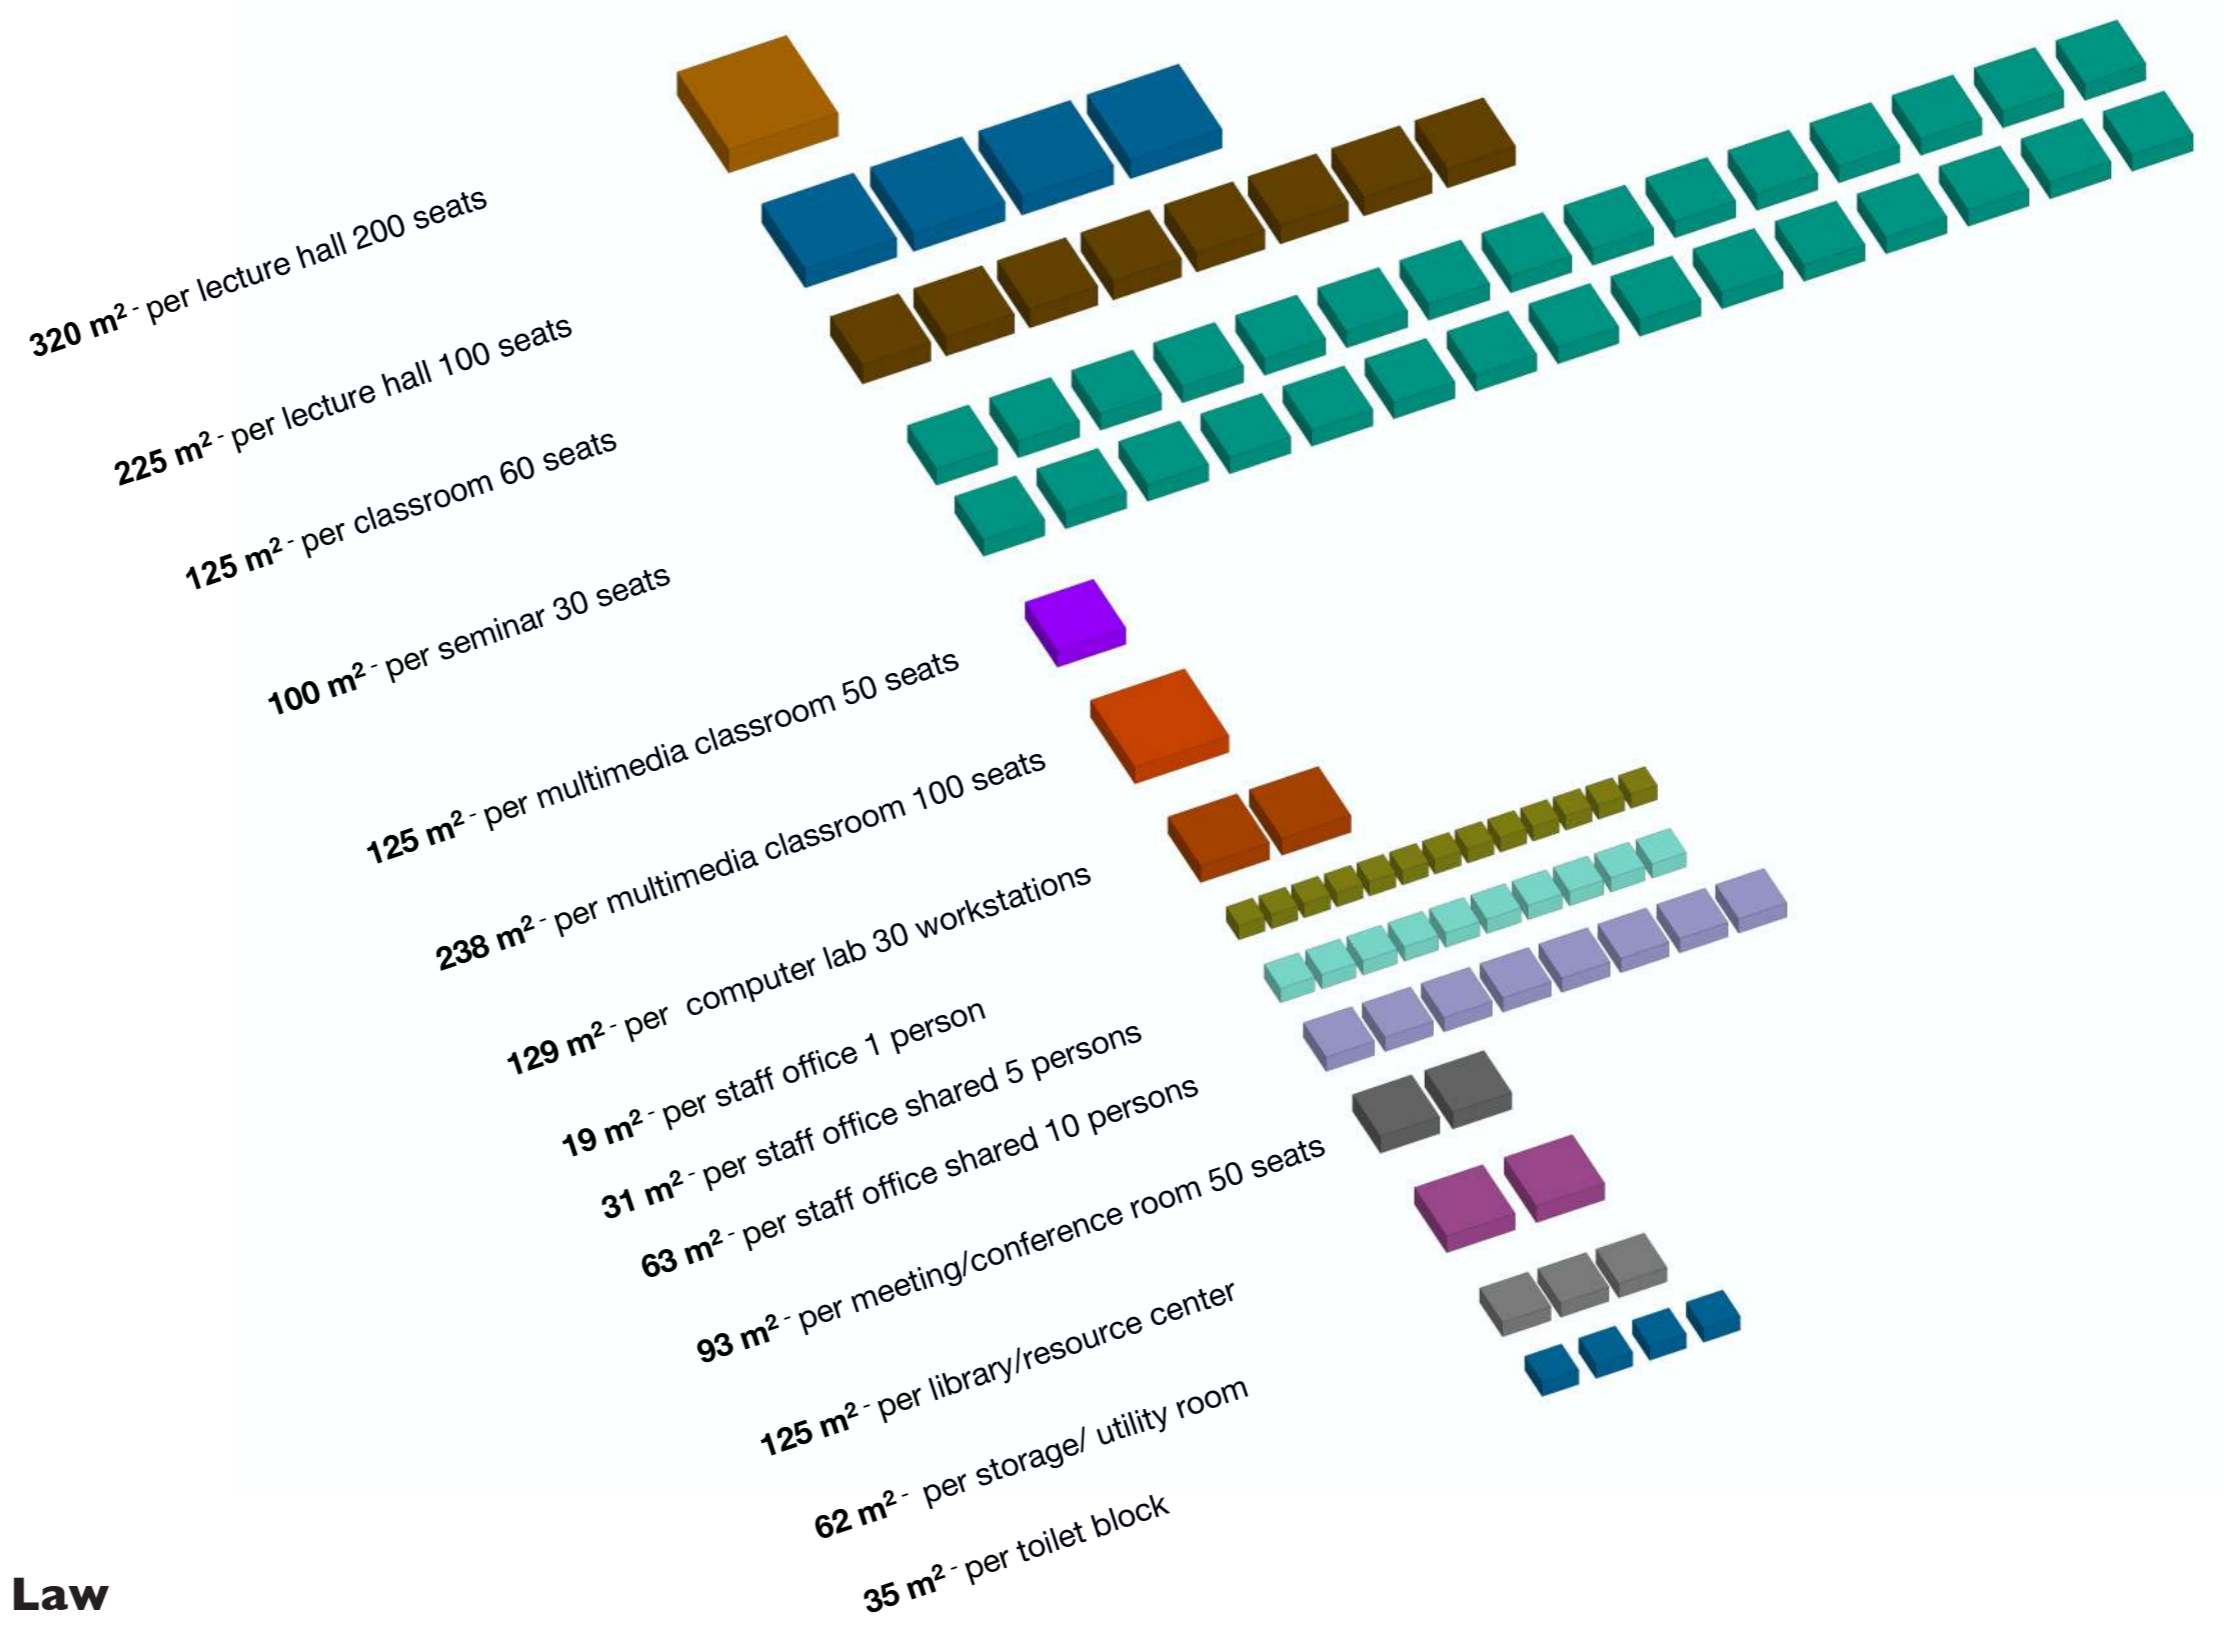 320 m² - per lecture hall 200 seats
225 m² - per lecture hall 100 seats
125 m² - per classroom 60 seats
100 m² - per seminar 30 seats
125 m² - per multimedia classroom 50 seats
238 m² - per multimedia classroom 100 seats
129 m² - per  computer lab 30 workstations
19 m² - per staff office 1 person
31 m² - per staff office shared 5 persons
63 m² - per staff office shared 10 persons
93 m² - per meeting/conference room 50 seats
125 m² - per library/resource center
62 m² -  per storage/ utility room
35 m² - per toilet block
Law